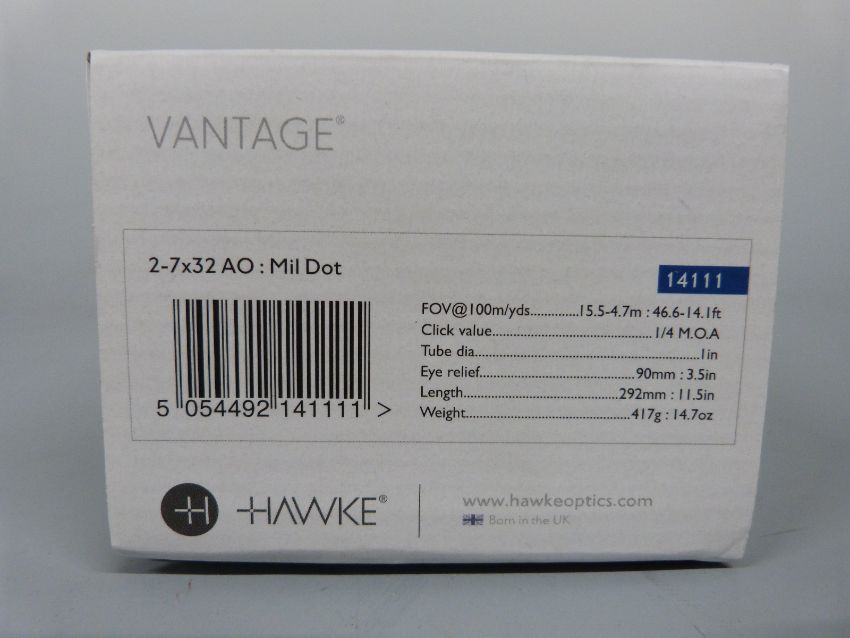 VANTAGE®
2-7x32 AO : Mil Dot
14111
FOV@100m/yds..............15.5-4.7m : 46.6-14.1ft
Click value.......................................1/4 M.O.A
Tube dia.......................................................1in
Eye relief......................................90mm : 3.5in
Length......................................292mm : 11.5in
Weight.........................................417g : 14.7oz
5 054492 141111 >
H HAWKE®
www.hawkeoptics.com
Born in the UK